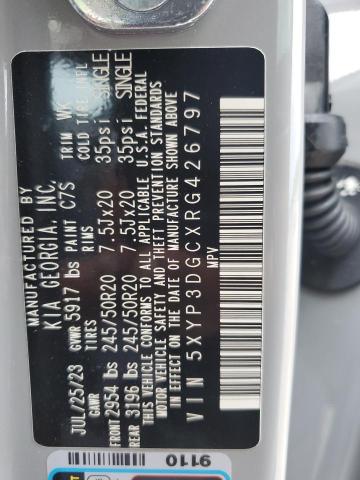 MANUFACTURED BY
KIA GEORGIA, INC.
JUL/25/23 GVWR 5917 lbs PAINT C7S TRIM WK
GAWR TIRES RIMS COLD TIRE INFL
FRONT 2954 lbs 245/50R20 7.5Jx20 35psi SINGLE
REAR 3196 lbs 245/50R20 7.5Jx20 35psi SINGLE
THIS VEHICLE CONFORMS TO ALL APPLICABLE U.S.A. FEDERAL
MOTOR VEHICLE SAFETY AND THEFT PREVENTION STANDARDS
IN EFFECT ON THE DATE OF MANUFACTURE SHOWN ABOVE
VIN 5XYP3DGCXRG426797
MPV
9110